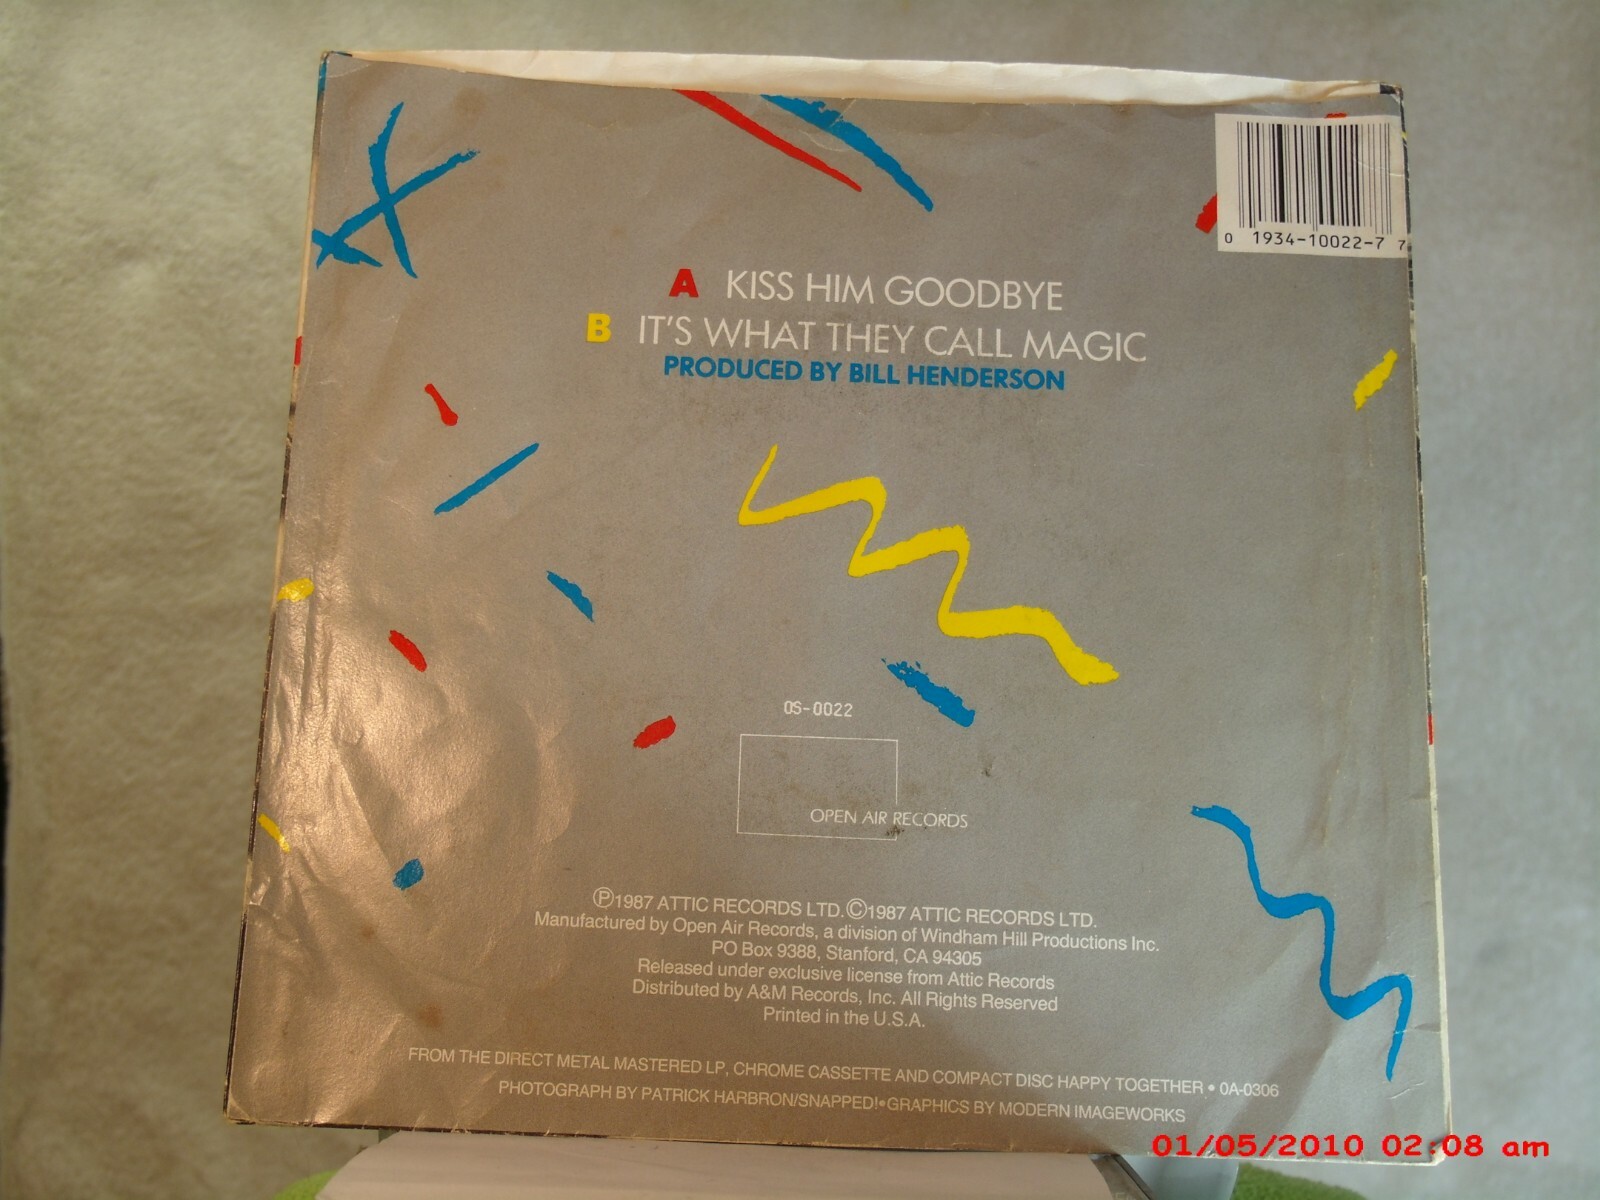 0 1934-10022-7 7
A KISS HIM GOODBYE
B IT'S WHAT THEY CALL MAGIC
PRODUCED BY BILL HENDERSON
OS-0022
OPEN AIR RECORDS
Ⓟ1987 ATTIC RECORDS LTD. ©1987 ATTIC RECORDS LTD.
Manufactured by Open Air Records, a division of Windham Hill Productions Inc.
PO Box 9388, Stanford, CA 94305
Released under exclusive license from Attic Records
Distributed by A&M Records, Inc. All Rights Reserved
Printed in the U.S.A.
FROM THE DIRECT METAL MASTERED LP, CHROME CASSETTE AND COMPACT DISC HAPPY TOGETHER • OA-0306
PHOTOGRAPH BY PATRICK HARBRON/SNAPPED!•GRAPHICS BY MODERN IMAGEWORKS
01/05/2010 02:08 am